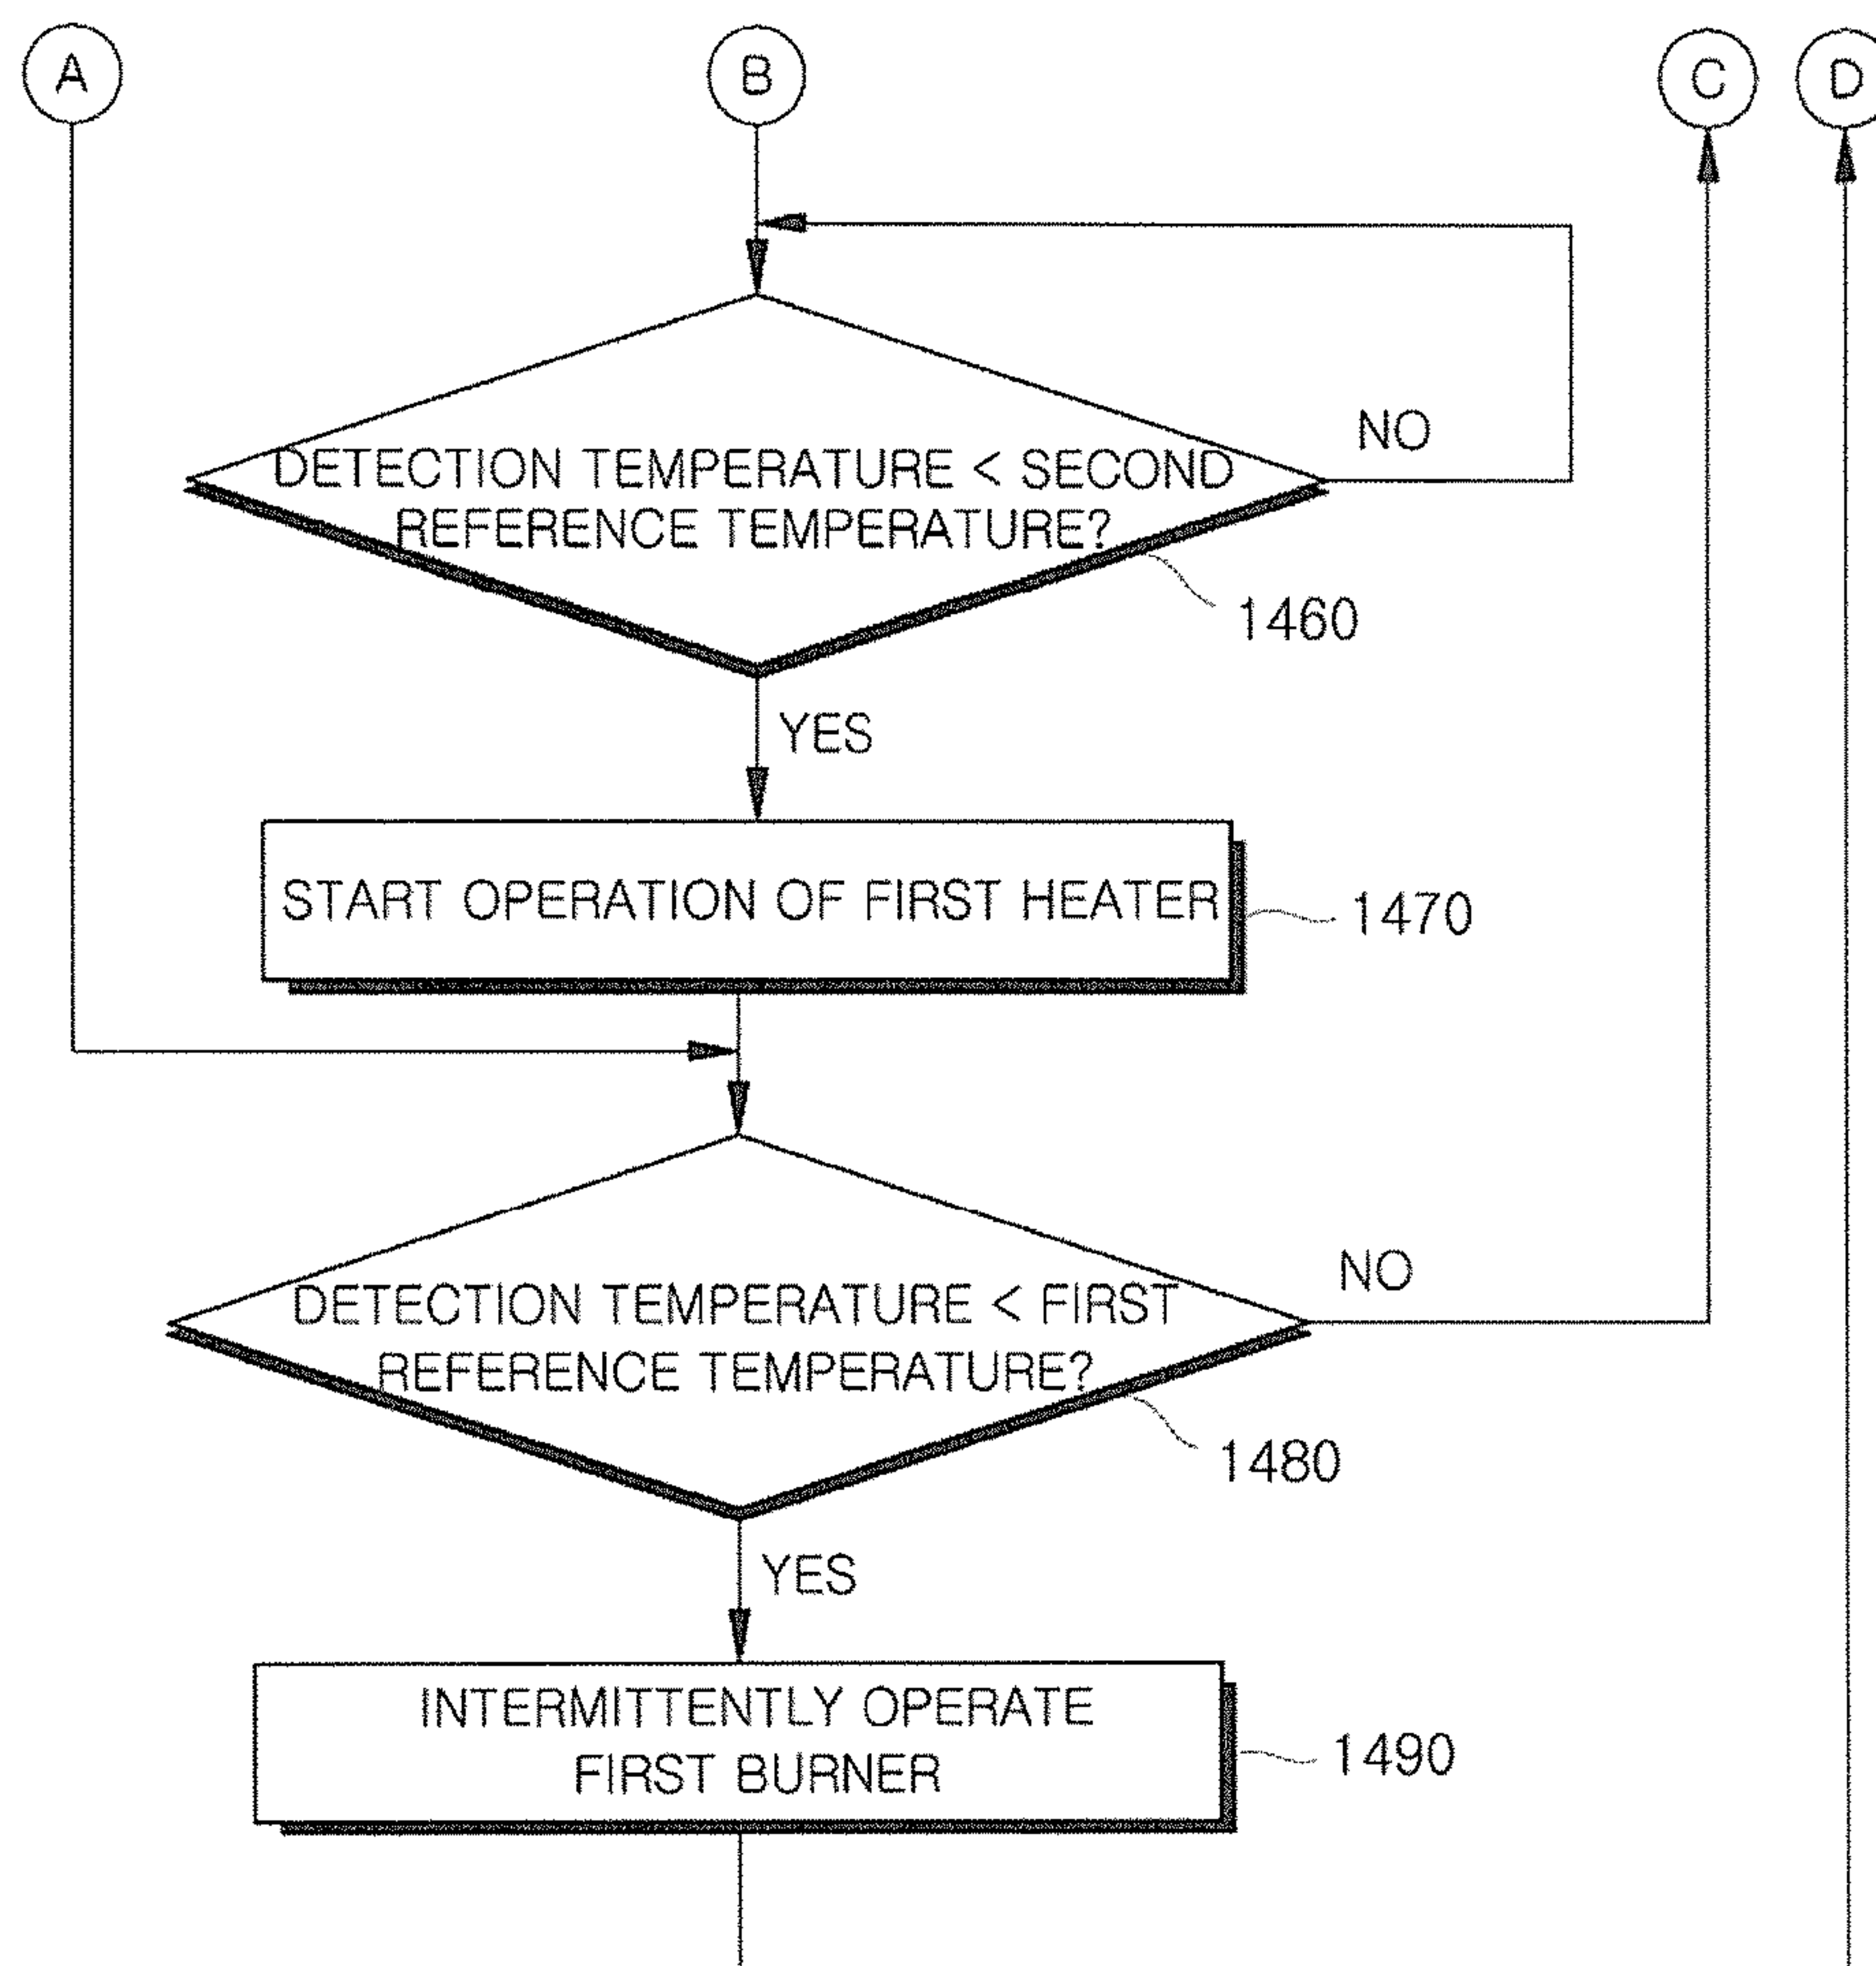 A
B
C
D
NO
DETECTION TEMPERATURE < SECOND
REFERENCE TEMPERATURE?
1460
YES
START OPERATION OF FIRST HEATER
1470
NO
DETECTION TEMPERATURE < FIRST
REFERENCE TEMPERATURE?
1480
YES
INTERMITTENTLY OPERATE
FIRST BURNER
1490